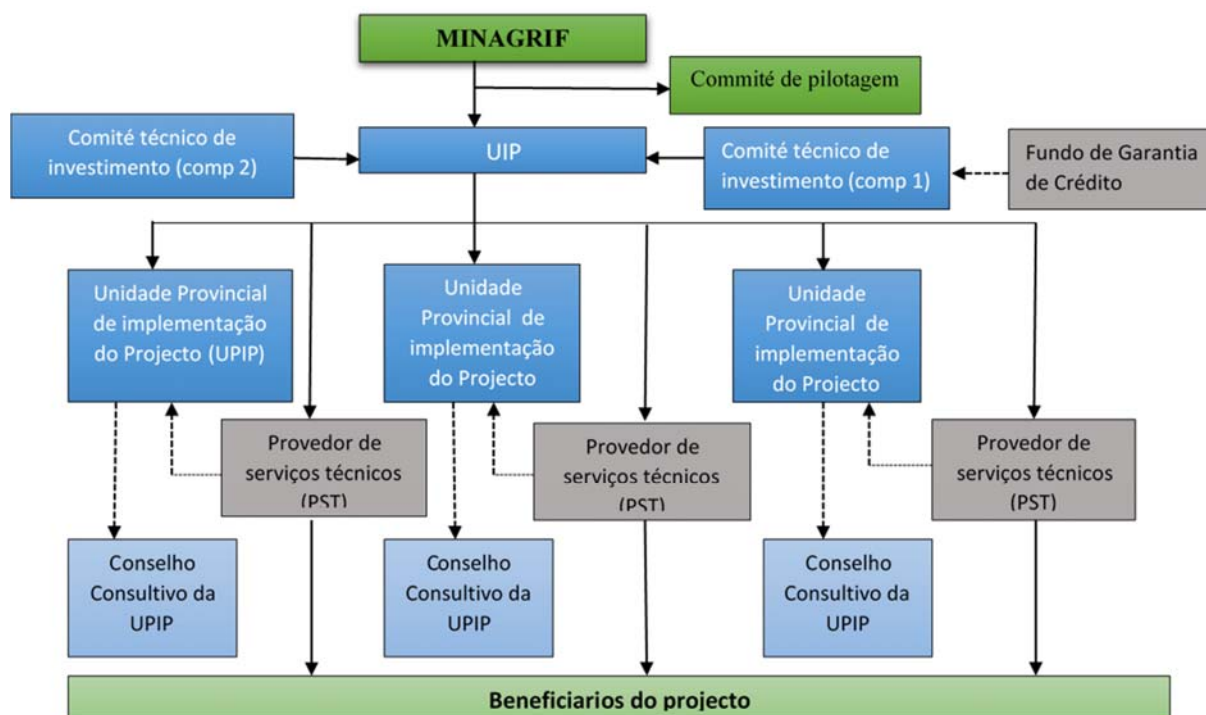 MINAGRIF
Commité de pilotagem
Comité técnico de
investimento (comp 2)
UIP
Comité técnico de
investimento (comp 1)
Fundo de Garantia
de Crédito
Unidade Provincial
de implementação
do Projecto (UPIP)
Unidade
Provincial de
implementação
do Projecto
Unidade
Provincial de
implementação
do Projecto
Provedor de
serviços técnicos
(PST)
Provedor de
serviços técnicos
(PST)
Provedor de
serviços técnicos
(PST)
Conselho
Consultivo da
UPIP
Conselho
Consultivo da
UPIP
Conselho
Consultivo da
UPIP
Beneficiarios do projecto